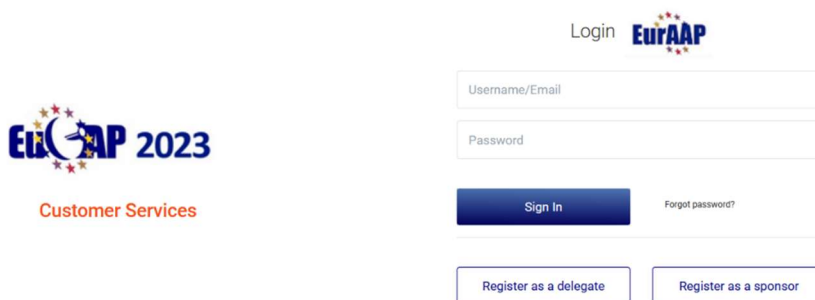 Login EurAAP
Username/Email
EuCAP 2023
Password
Customer Services
Sign In Forgot password?
Register as a delegate Register as a sponsor